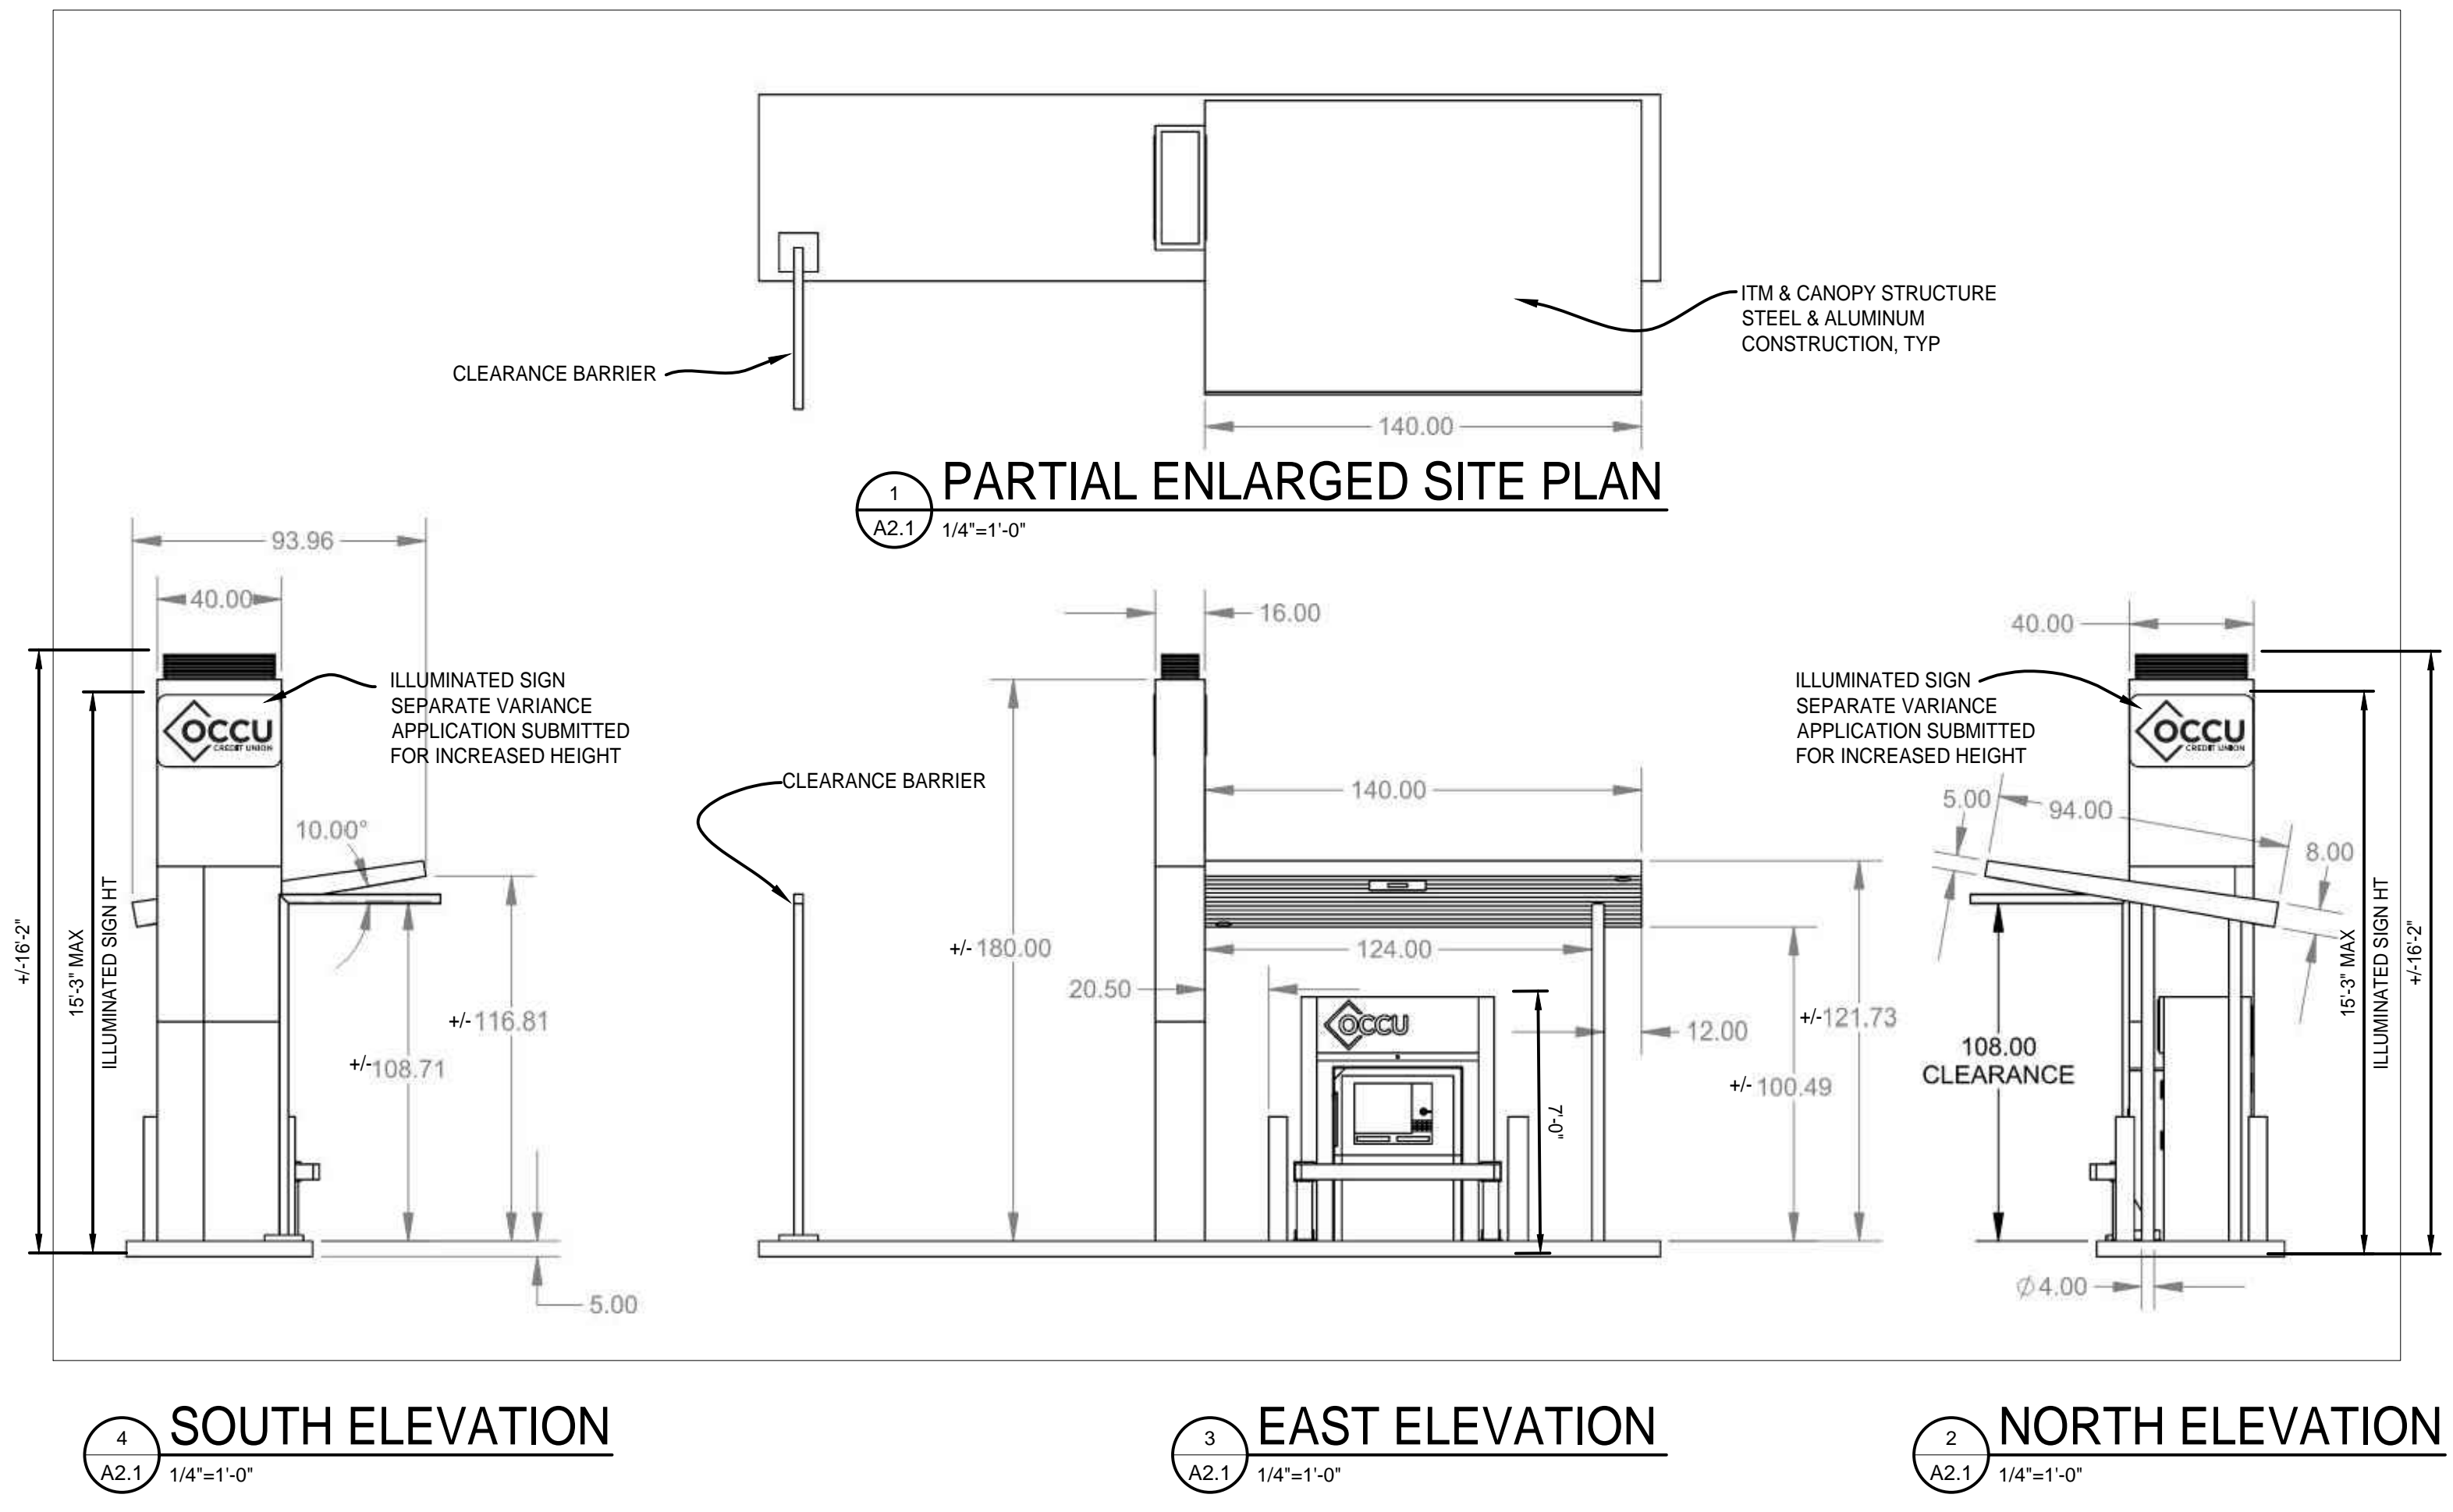 CLEARANCE BARRIER
ITM & CANOPY STRUCTURE
STEEL & ALUMINUM
CONSTRUCTION, TYP
140.00
1
A2.1
PARTIAL ENLARGED SITE PLAN
1/4"=1'-0"
93.96
40.00
ILLUMINATED SIGN
SEPARATE VARIANCE
APPLICATION SUBMITTED
FOR INCREASED HEIGHT
OCCU
CREDIT UNION
10.00°
+/-16'-2"
15'-3" MAX
ILLUMINATED SIGN HT
+/-116.81
+/-108.71
5.00
16.00
CLEARANCE BARRIER
140.00
+/-180.00
124.00
20.50
OCCU
7'-0"
12.00
+/-121.73
+/-100.49
40.00
ILLUMINATED SIGN
SEPARATE VARIANCE
APPLICATION SUBMITTED
FOR INCREASED HEIGHT
OCCU
CREDIT UNION
5.00
94.00
8.00
108.00
CLEARANCE
15'-3" MAX
ILLUMINATED SIGN HT
+/-16'-2"
Ø4.00
4
A2.1
SOUTH ELEVATION
1/4"=1'-0"
3
A2.1
EAST ELEVATION
1/4"=1'-0"
2
A2.1
NORTH ELEVATION
1/4"=1'-0"